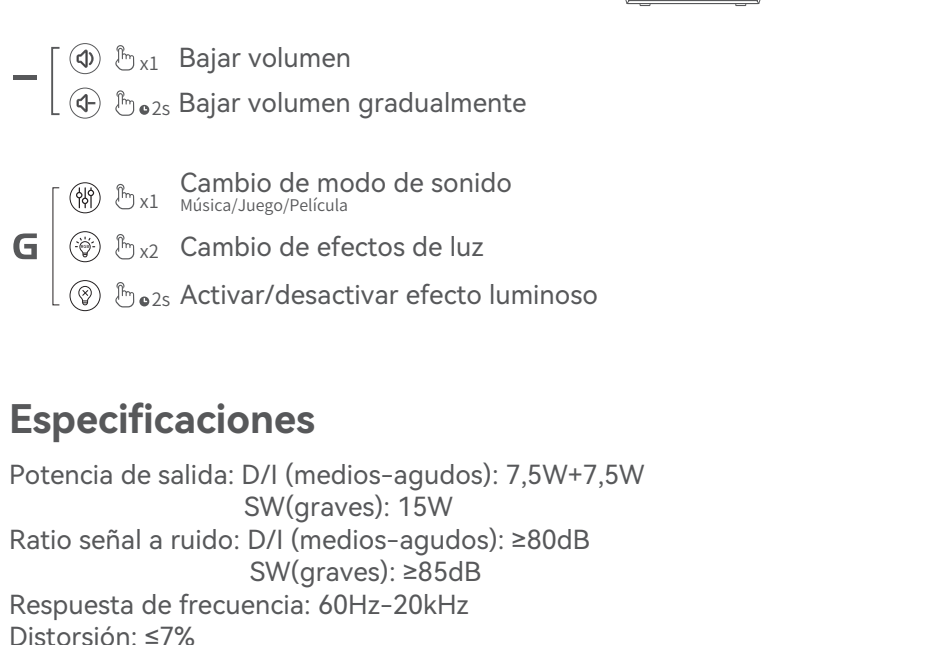 − x1 Bajar volumen
2s Bajar volumen gradualmente
x1 Cambio de modo de sonido
Música/Juego/Película
G x2 Cambio de efectos de luz
2s Activar/desactivar efecto luminoso
Especificaciones
Potencia de salida: D/I (medios-agudos): 7,5W+7,5W
SW(graves): 15W
Ratio señal a ruido: D/I (medios-agudos): ≥80dB
SW(graves): ≥85dB
Respuesta de frecuencia: 60Hz-20kHz
Distorsión: ≤7%